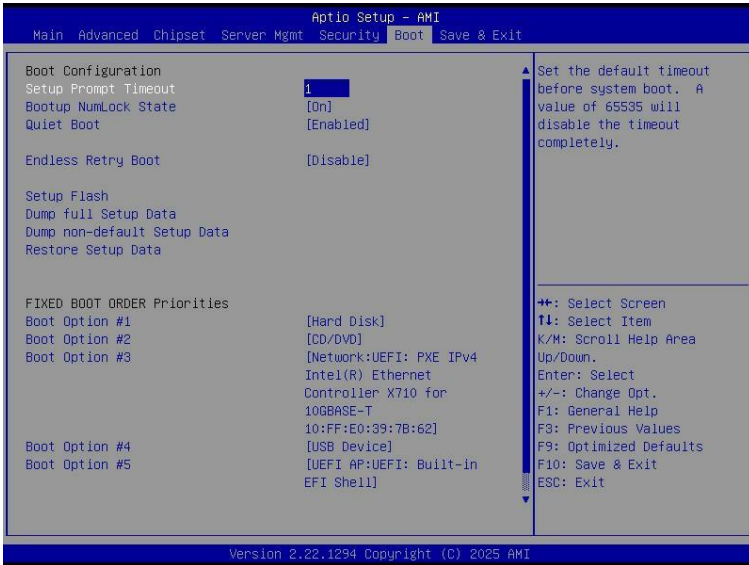 Aptio Setup - AMI
Main Advanced Chipset Server Mgmt Security Boot Save & Exit
Boot Configuration
Setup Prompt Timeout 1
Bootup NumLock State [On]
Quiet Boot [Enabled]
Endless Retry Boot [Disable]
Setup Flash
Dump full Setup Data
Dump non-default Setup Data
Restore Setup Data
FIXED BOOT ORDER Priorities
Boot Option #1 [Hard Disk]
Boot Option #2 [CD/DVD]
Boot Option #3 [Network:UEFI: PXE IPv4
Intel(R) Ethernet
Controller X710 for
10GBASE-T
10:FF:E0:39:7B:62]
Boot Option #4 [USB Device]
Boot Option #5 [UEFI AP:UEFI: Built-in
EFI Shell]
Set the default timeout
before system boot. A
value of 65535 will
disable the timeout
completely.
→←: Select Screen
↑↓: Select Item
K/M: Scroll Help Area
Up/Down.
Enter: Select
+/-: Change Opt.
F1: General Help
F3: Previous Values
F9: Optimized Defaults
F10: Save & Exit
ESC: Exit
Version 2.22.1294 Copyright (C) 2025 AMI